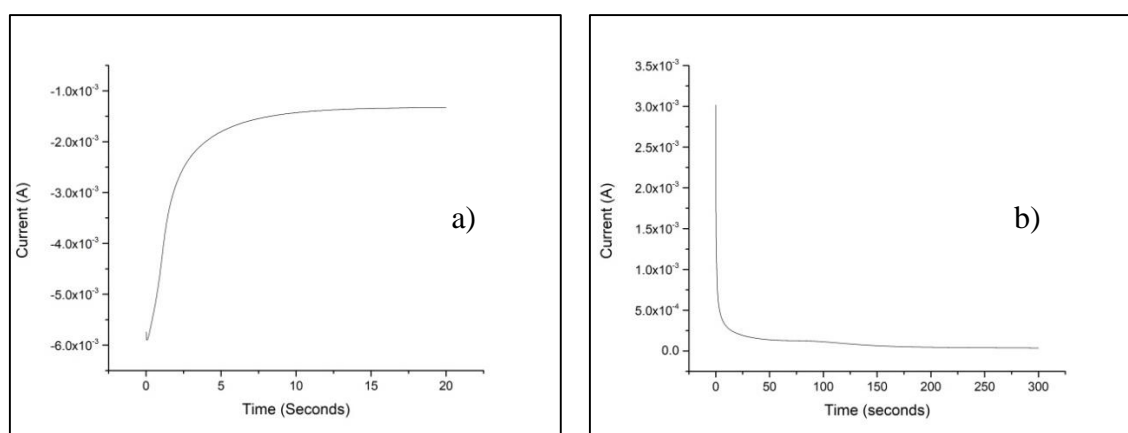 -1.0x10⁻³
-2.0x10⁻³
-3.0x10⁻³
-4.0x10⁻³
-5.0x10⁻³
-6.0x10⁻³
Current (A)
0 5 10 15 20
Time (Seconds)
a)
3.5x10⁻³
3.0x10⁻³
2.5x10⁻³
2.0x10⁻³
1.5x10⁻³
1.0x10⁻³
5.0x10⁻⁴
0.0
Current (A)
0 50 100 150 200 250 300
Time (seconds)
b)